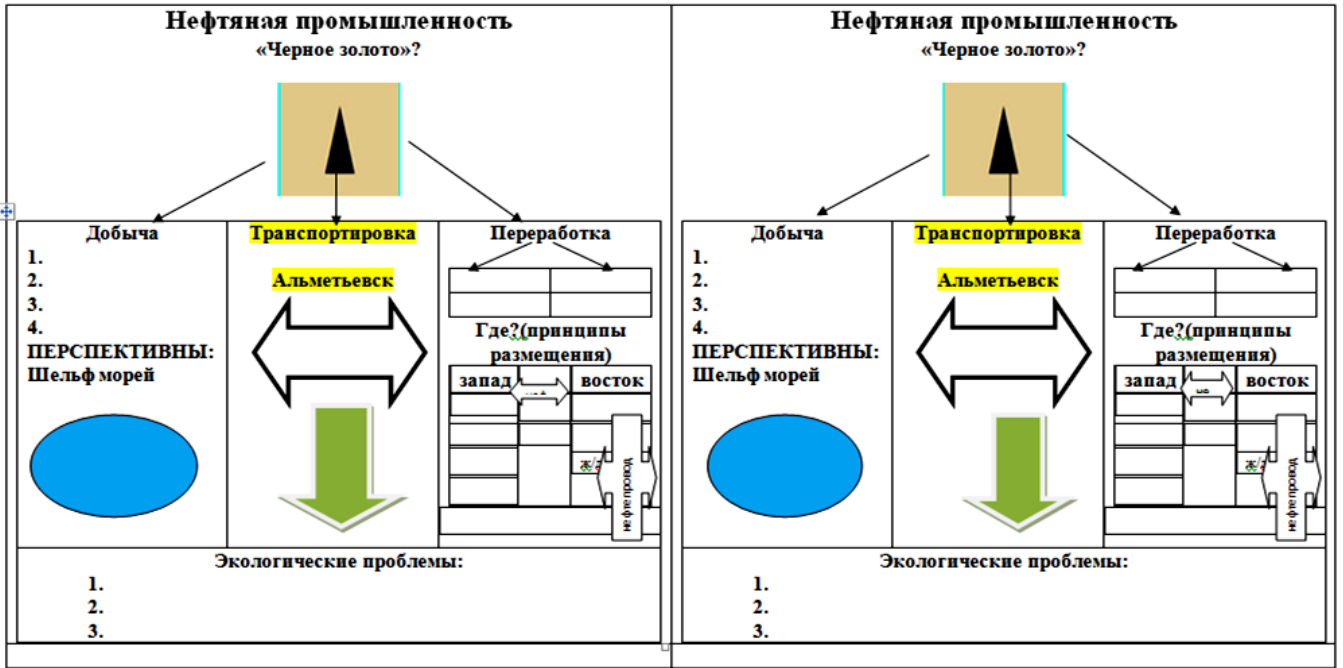 Нефтяная промышленность
«Черное золото»?
Добыча
1.
2.
3.
4.
ПЕРСПЕКТИВНЫ:
Шельф морей
Транспортировка
Альметьевск
Переработка
Где?(принципы
размещения)
запад
восток
ж/
нефтепровод
Экологические проблемы:
1.
2.
3.
Нефтяная промышленность
«Черное золото»?
Добыча
1.
2.
3.
4.
ПЕРСПЕКТИВНЫ:
Шельф морей
Транспортировка
Альметьевск
Переработка
Где?(принципы
размещения)
запад
восток
ж/
нефтепровод
Экологические проблемы:
1.
2.
3.